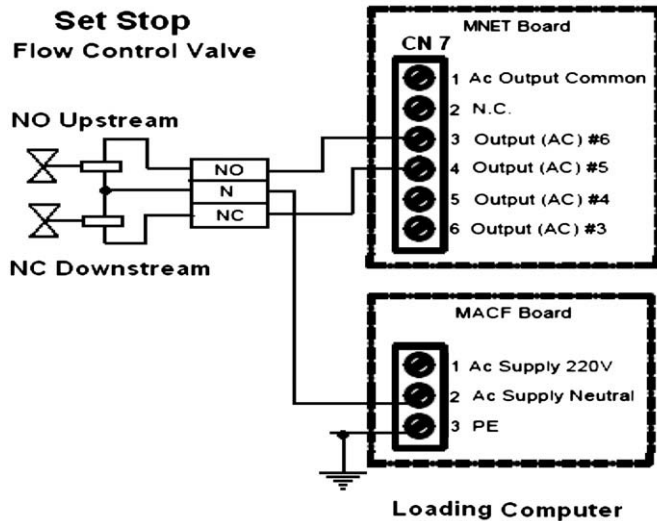 Set Stop
Flow Control Valve
NO Upstream
NC Downstream
NO
N
NC
MNET Board
CN 7
1 Ac Output Common
2 N.C.
3 Output (AC) #6
4 Output (AC) #5
5 Output (AC) #4
6 Output (AC) #3
MACF Board
1 Ac Supply 220V
2 Ac Supply Neutral
3 PE
Loading Computer